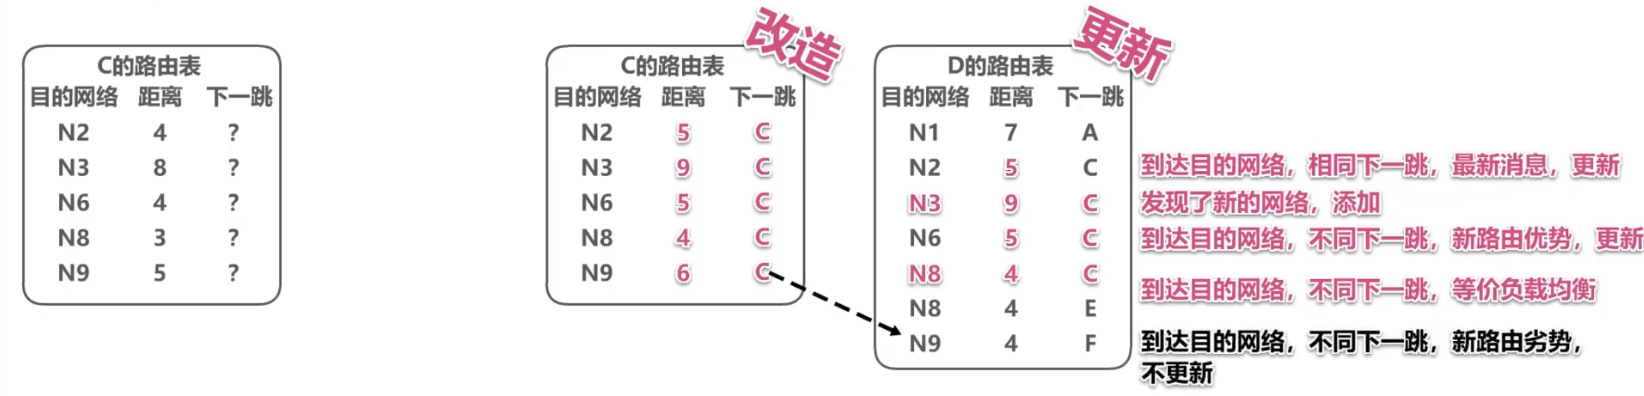 C的路由表
目的网络 距离 下一跳
N2 4 ?
N3 8 ?
N6 4 ?
N8 3 ?
N9 5 ?
改造
C的路由表
目的网络 距离 下一跳
N2 5 C
N3 9 C
N6 5 C
N8 4 C
N9 6 C
更新
D的路由表
目的网络 距离 下一跳
N1 7 A
N2 5 C
N3 9 C
N6 5 C
N8 4 C
N8 4 E
N9 4 F
到达目的网络，相同下一跳，最新消息，更新
发现了新的网络，添加
到达目的网络，不同下一跳，新路由优势，更新
到达目的网络，不同下一跳，等价负载均衡
到达目的网络，不同下一跳，新路由劣势，
不更新